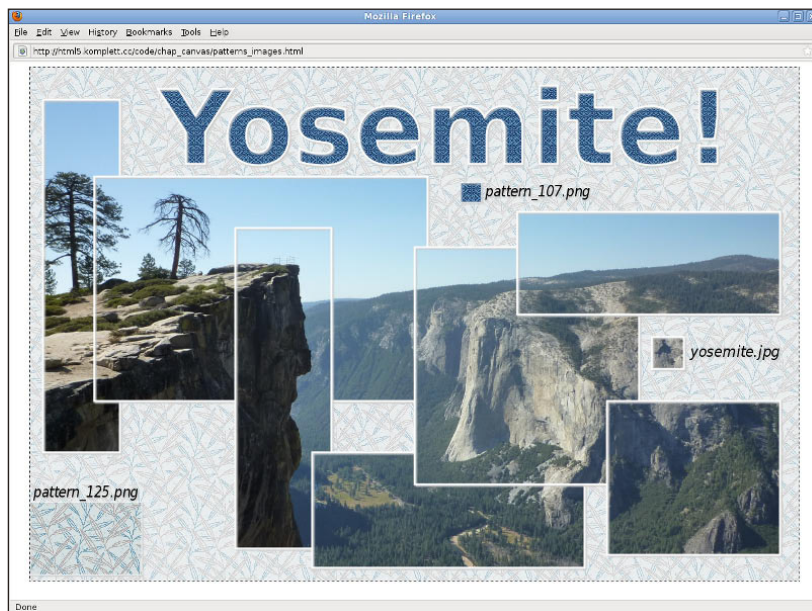 Mozilla Firefox
File Edit View History Bookmarks Tools Help
http://html5.komplett.cc/code/chap_canvas/patterns_images.html
Yosemite!
pattern_107.png
yosemite.jpg
pattern_125.png
Done